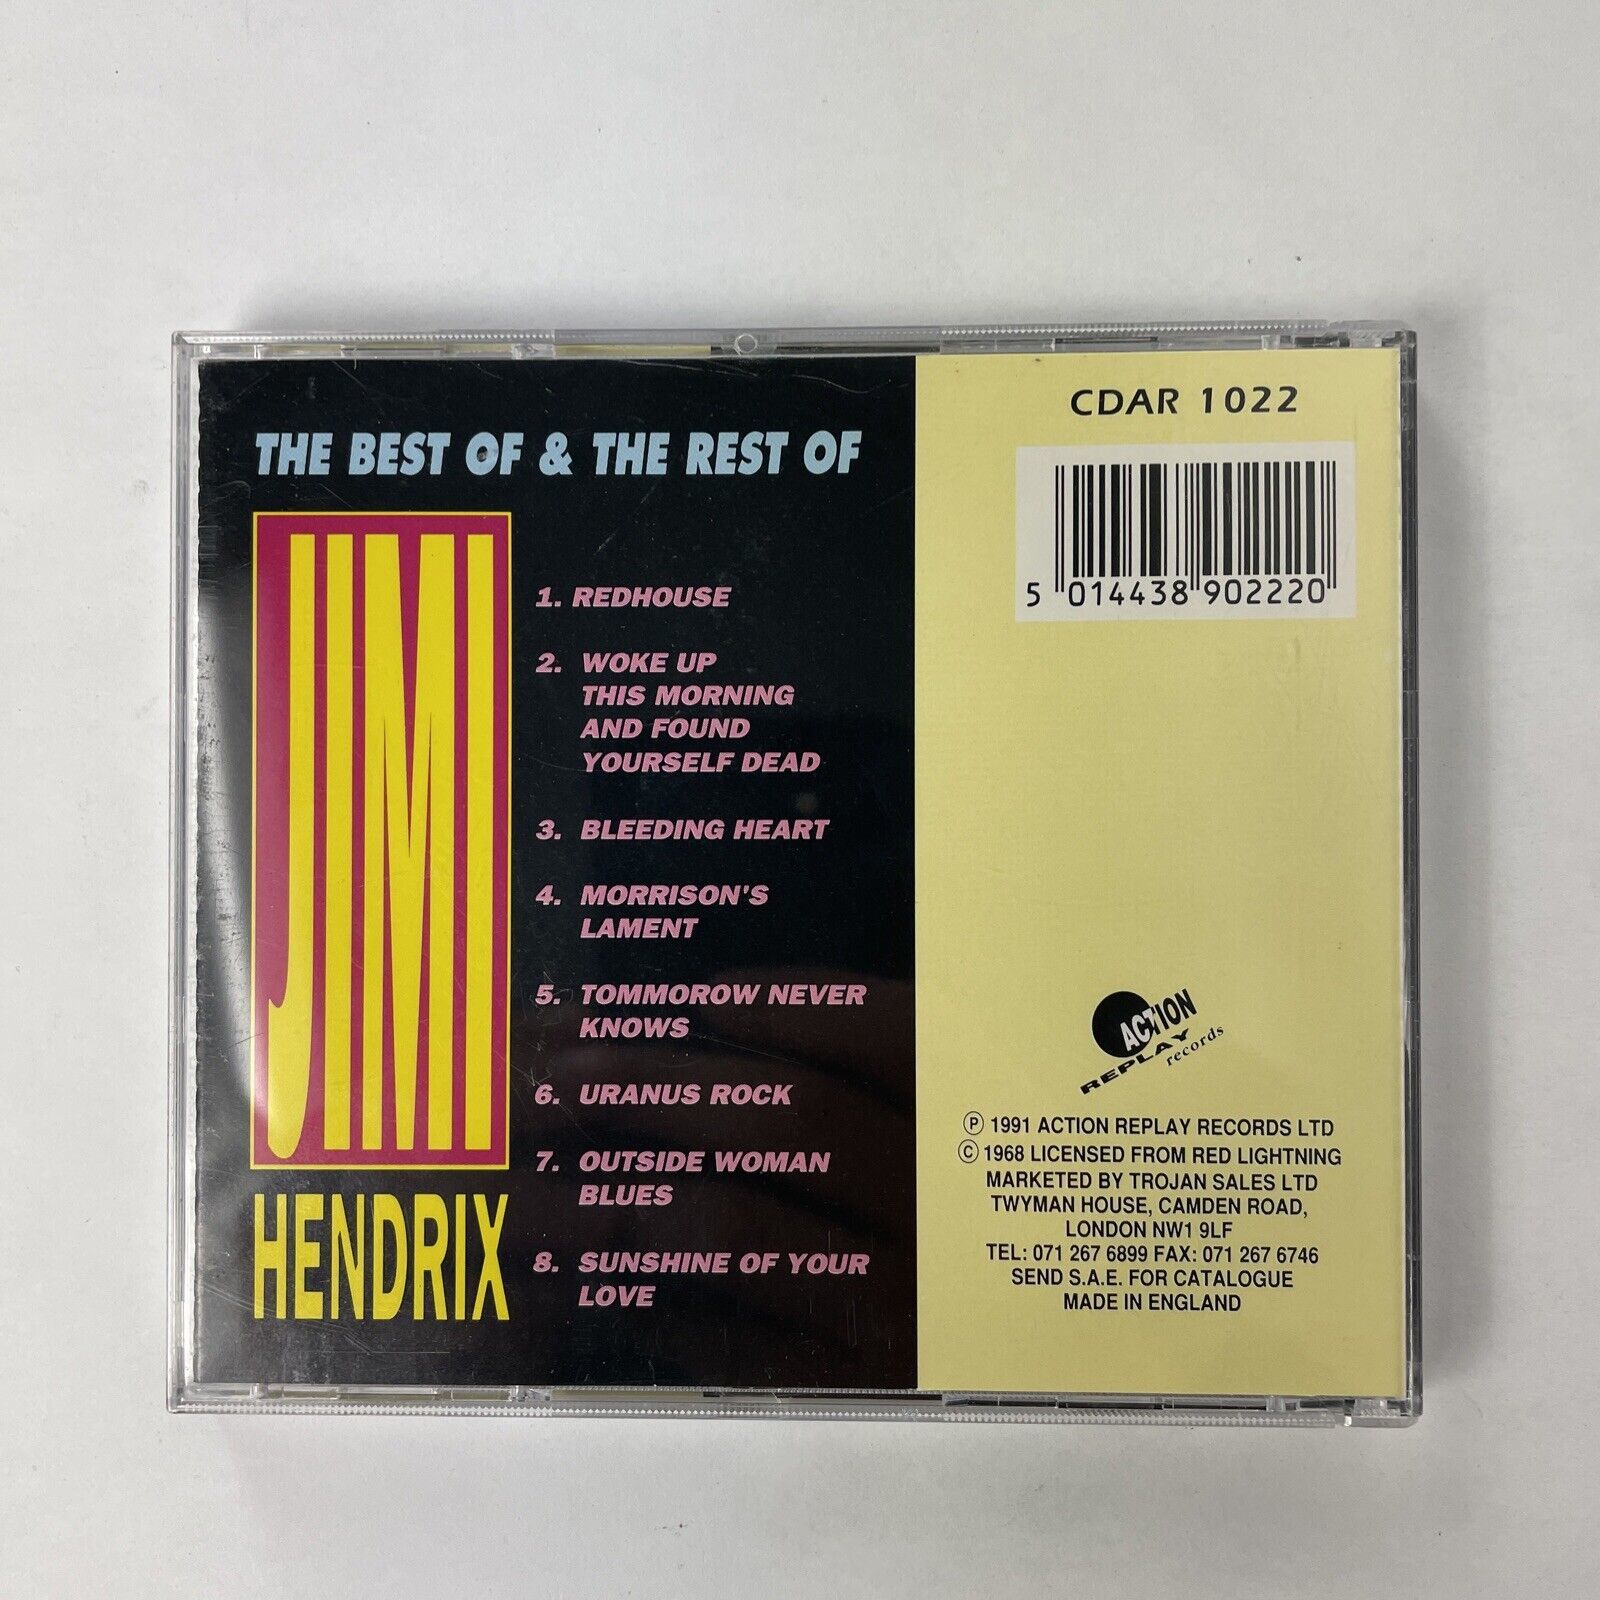 THE BEST OF & THE REST OF
JIMI
HENDRIX
1. REDHOUSE
2. WOKE UP
THIS MORNING
AND FOUND
YOURSELF DEAD
3. BLEEDING HEART
4. MORRISON'S
LAMENT
5. TOMMOROW NEVER
KNOWS
6. URANUS ROCK
7. OUTSIDE WOMAN
BLUES
8. SUNSHINE OF YOUR
LOVE
CDAR 1022
5 014438 902220
ACTION
REPLAY
records
Ⓟ 1991 ACTION REPLAY RECORDS LTD
© 1968 LICENSED FROM RED LIGHTNING
MARKETED BY TROJAN SALES LTD
TWYMAN HOUSE, CAMDEN ROAD,
LONDON NW1 9LF
TEL: 071 267 6899 FAX: 071 267 6746
SEND S.A.E. FOR CATALOGUE
MADE IN ENGLAND